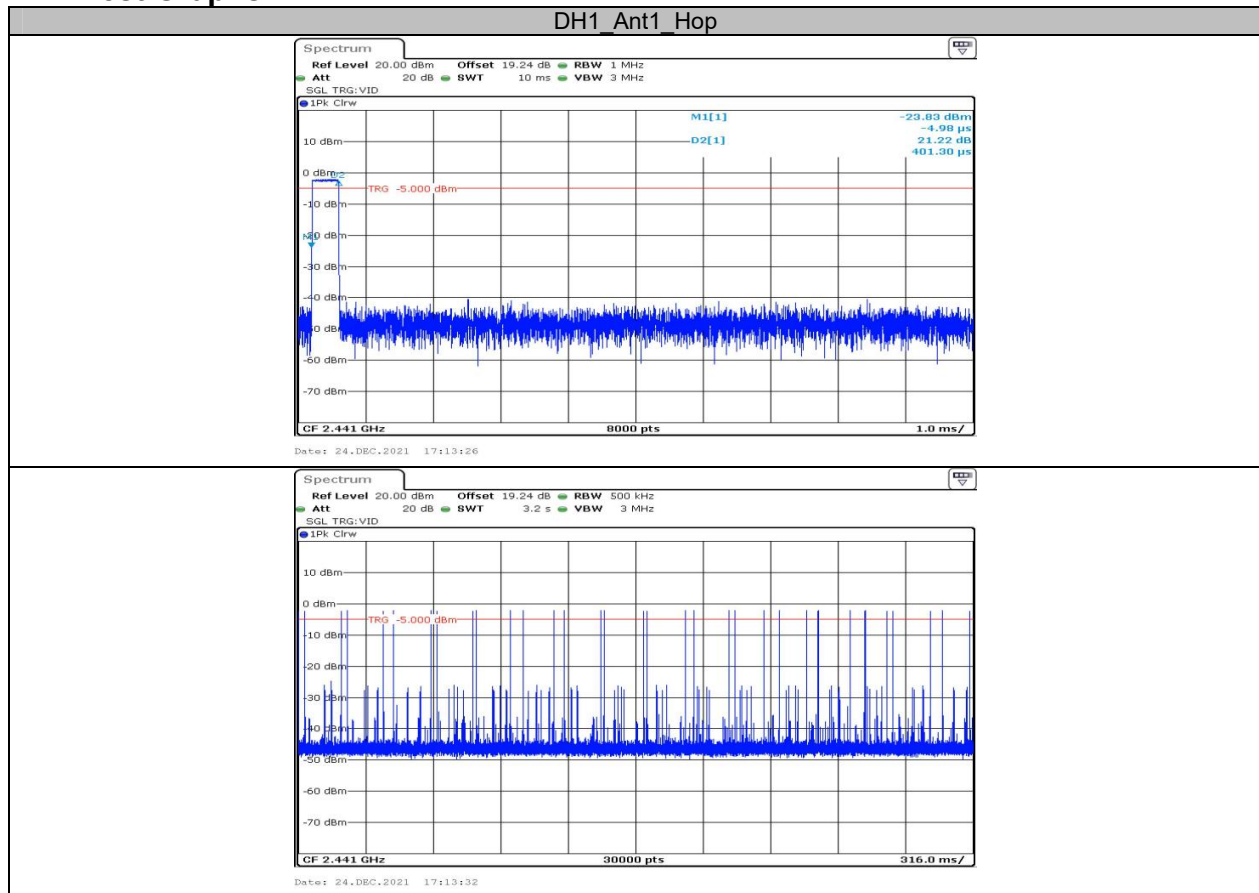 DH1_Ant1_Hop
Spectrum
Ref Level 20.00 dBm Offset 19.24 dB RBW 1 MHz
Att 20 dB SWT 10 ms VBW 3 MHz
SGL TRG:VID
1Pk Clrw
M1[1] -23.83 dBm
-4.98 µs
D2[1] 21.22 dB
401.30 µs
10 dBm
0 dBm
D2
TRG -5.000 dBm
-10 dBm
-20 dBm
-30 dBm
-40 dBm
-60 dBm
-70 dBm
CF 2.441 GHz 8000 pts 1.0 ms/
Date: 24.DEC.2021 17:13:26
Spectrum
Ref Level 20.00 dBm Offset 19.24 dB RBW 500 kHz
Att 20 dB SWT 3.2 s VBW 3 MHz
SGL TRG:VID
1Pk Clrw
10 dBm
0 dBm
TRG -5.000 dBm
-10 dBm
-20 dBm
-30 dBm
-40 dBm
-50 dBm
-60 dBm
-70 dBm
CF 2.441 GHz 30000 pts 316.0 ms/
Date: 24.DEC.2021 17:13:32